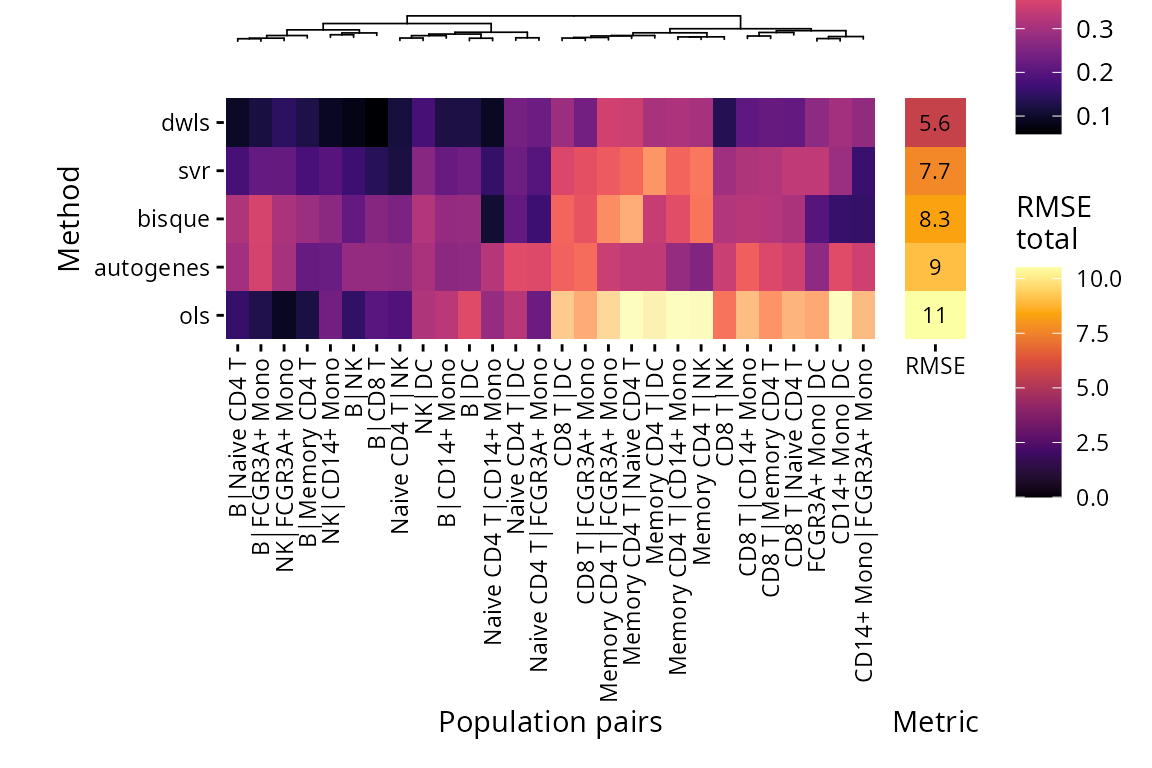 0.3
0.2
0.1
Method
dwls
svr
bisque
autogenes
ols
5.6
7.7
8.3
9
11
RMSE
total
10.0
7.5
5.0
2.5
0.0
B|Naive CD4 T
B|FCGR3A+ Mono
NK|FCGR3A+ Mono
B|Memory CD4 T
NK|CD14+ Mono
B|NK
B|CD8 T
Naive CD4 T|NK
NK|DC
B|CD14+ Mono
B|DC
Naive CD4 T|CD14+ Mono
Naive CD4 T|DC
Naive CD4 T|FCGR3A+ Mono
CD8 T|DC
CD8 T|FCGR3A+ Mono
Memory CD4 T|FCGR3A+ Mono
Memory CD4 T|Naive CD4 T
Memory CD4 T|DC
Memory CD4 T|CD14+ Mono
Memory CD4 T|NK
CD8 T|NK
CD8 T|CD14+ Mono
CD8 T|Memory CD4 T
CD8 T|Naive CD4 T
FCGR3A+ Mono|DC
CD14+ Mono|DC
CD14+ Mono|FCGR3A+ Mono
RMSE
Population pairs
Metric